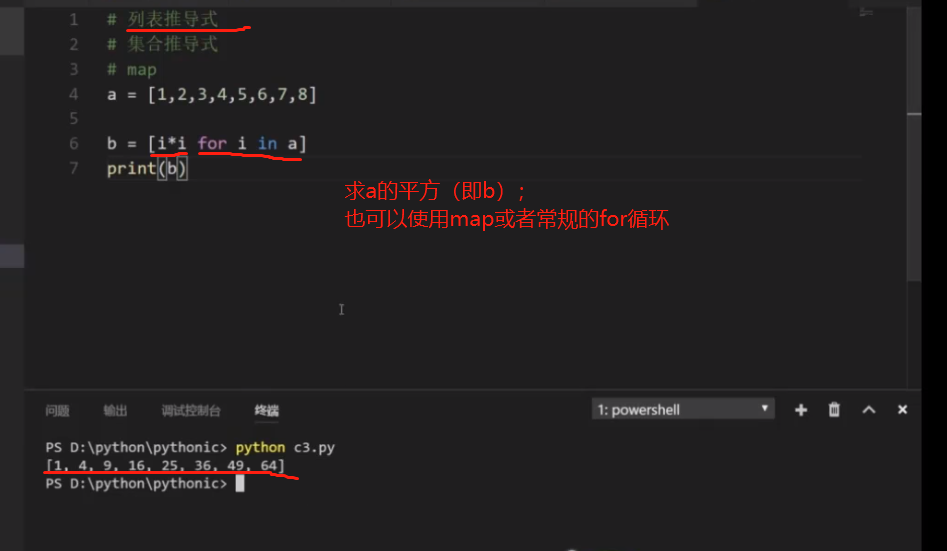 1 # 列表推导式
2 # 集合推导式
3 # map
4 a = [1,2,3,4,5,6,7,8]
5
6 b = [i*i for i in a]
7 print(b)
求a的平方（即b）;
也可以使用map或者常规的for循环
问题 输出 调试控制台 终端 1: powershell
PS D:\python\pythonic> python c3.py
[1, 4, 9, 16, 25, 36, 49, 64]
PS D:\python\pythonic>